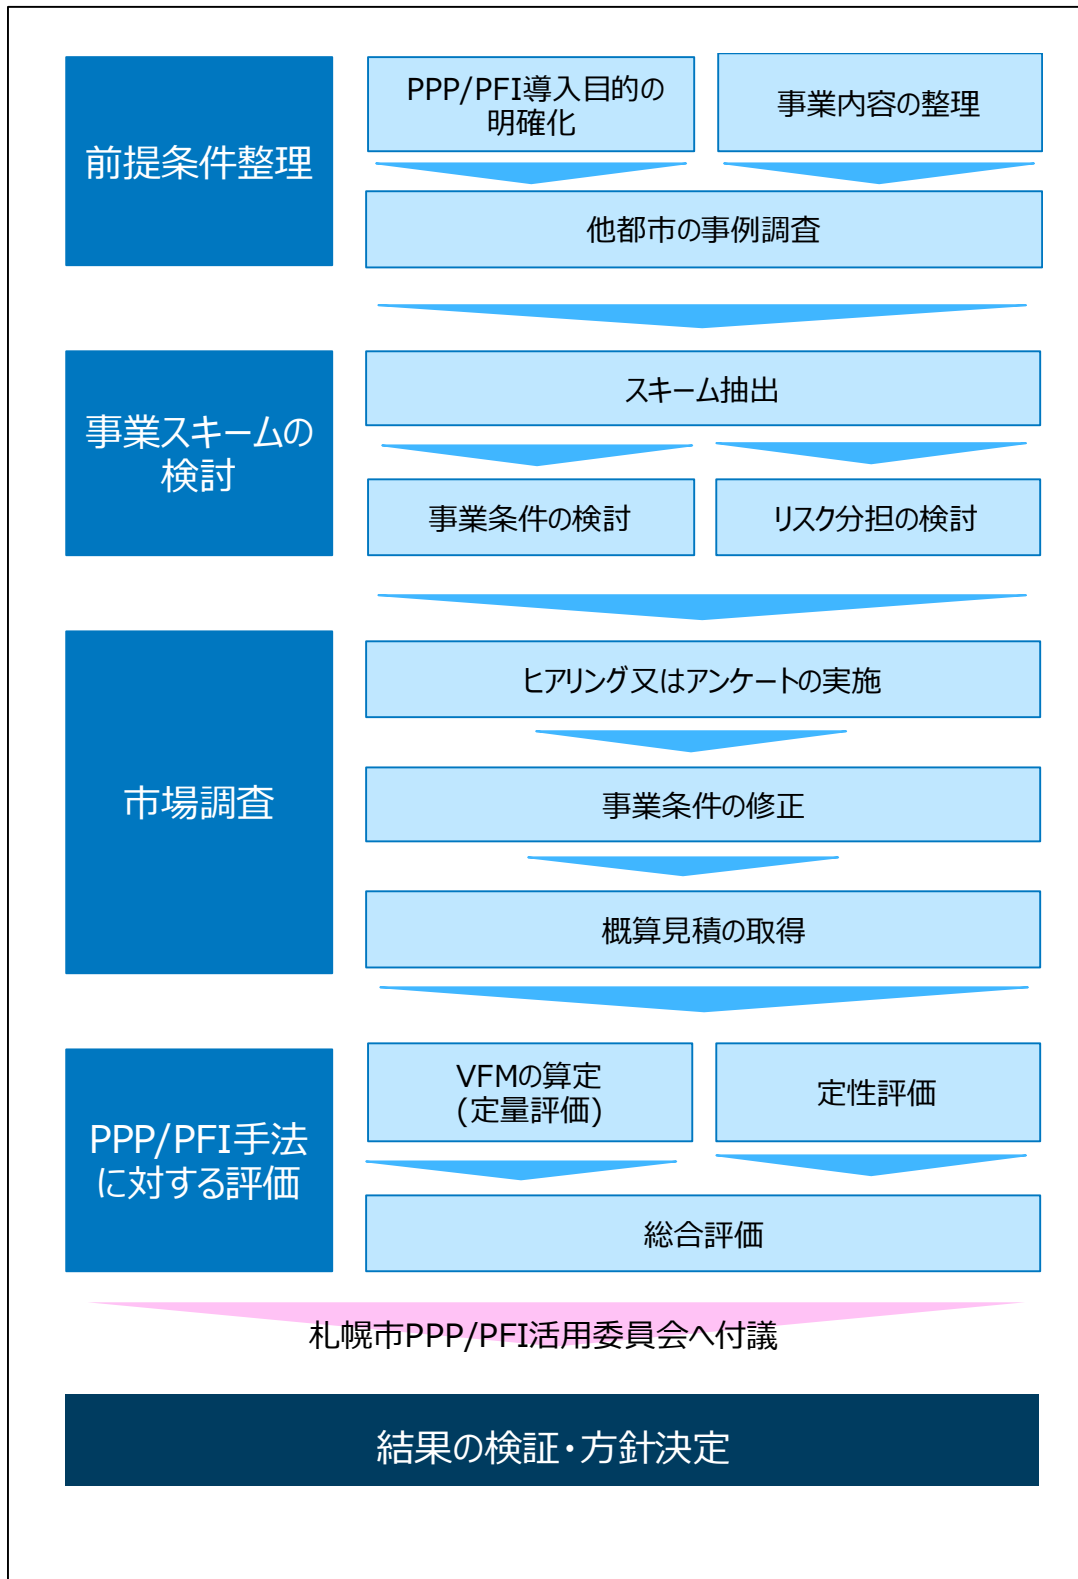 前提条件整理
PPP/PFI導入目的の
明確化
事業内容の整理
他都市の事例調査
事業スキームの
検討
スキーム抽出
事業条件の検討
リスク分担の検討
市場調査
ヒアリング又はアンケートの実施
事業条件の修正
概算見積の取得
PPP/PFI手法
に対する評価
VFMの算定
(定量評価)
定性評価
総合評価
札幌市PPP/PFI活用委員会へ付議
結果の検証・方針決定